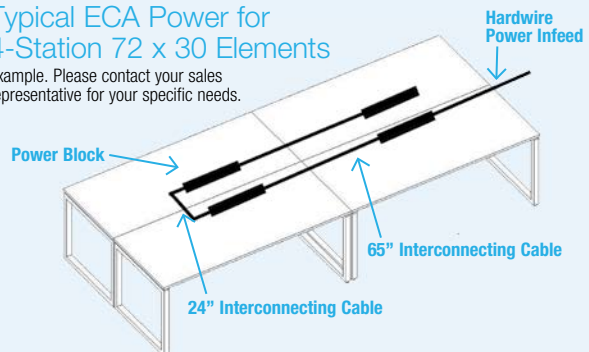 Typical ECA Power for
4-Station 72 x 30 Elements
Example. Please contact your sales
representative for your specific needs.
Hardwire
Power Infeed
Power Block
65” Interconnecting Cable
24” Interconnecting Cable